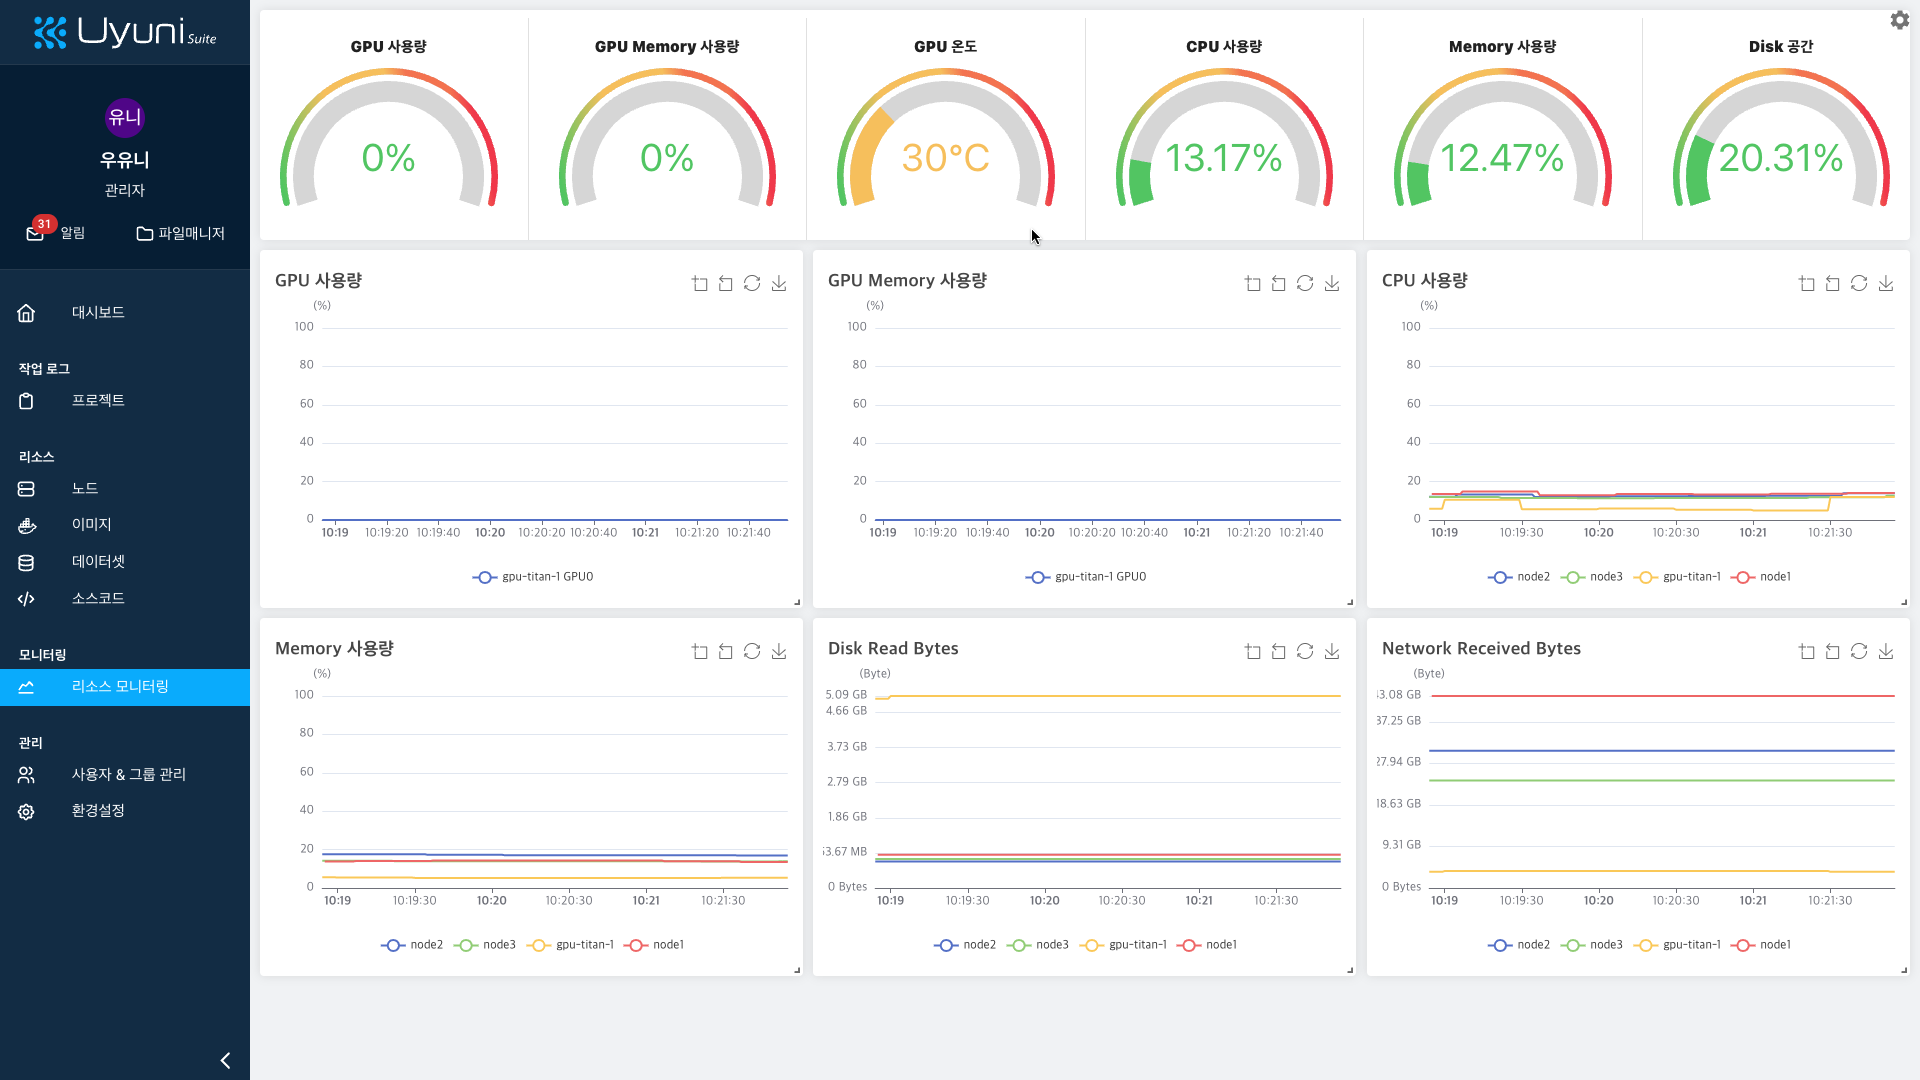 Uyuni Suite
유니
우유니
관리자
31
알림
파일매니저
대시보드
작업 로그
프로젝트
리소스
노드
이미지
데이터셋
소스코드
모니터링
리소스 모니터링
관리
사용자 & 그룹 관리
환경설정
GPU 사용량
0%
GPU Memory 사용량
0%
GPU 온도
30°C
CPU 사용량
13.17%
Memory 사용량
12.47%
Disk 공간
20.31%
GPU 사용량
(%)
100
80
60
40
20
0
10:19 10:19:20 10:19:40 10:20 10:20:20 10:20:40 10:21 10:21:20 10:21:40
gpu-titan-1 GPU0
GPU Memory 사용량
(%)
100
80
60
40
20
0
10:19 10:19:20 10:19:40 10:20 10:20:20 10:20:40 10:21 10:21:20 10:21:40
gpu-titan-1 GPU0
CPU 사용량
(%)
100
80
60
40
20
0
10:19 10:19:30 10:20 10:20:30 10:21 10:21:30
node2 node3 gpu-titan-1 node1
Memory 사용량
(%)
100
80
60
40
20
0
10:19 10:19:30 10:20 10:20:30 10:21 10:21:30
node2 node3 gpu-titan-1 node1
Disk Read Bytes
(Byte)
5.09 GB
4.66 GB
3.73 GB
2.79 GB
1.86 GB
MB
0 Bytes
10:19 10:19:30 10:20 10:20:30 10:21 10:21:30
node2 node3 gpu-titan-1 node1
Network Received Bytes
(Byte)
GB
37.25 GB
27.94 GB
18.63 GB
9.31 GB
0 Bytes
10:19 10:19:30 10:20 10:20:30 10:21 10:21:30
node2 node3 gpu-titan-1 node1